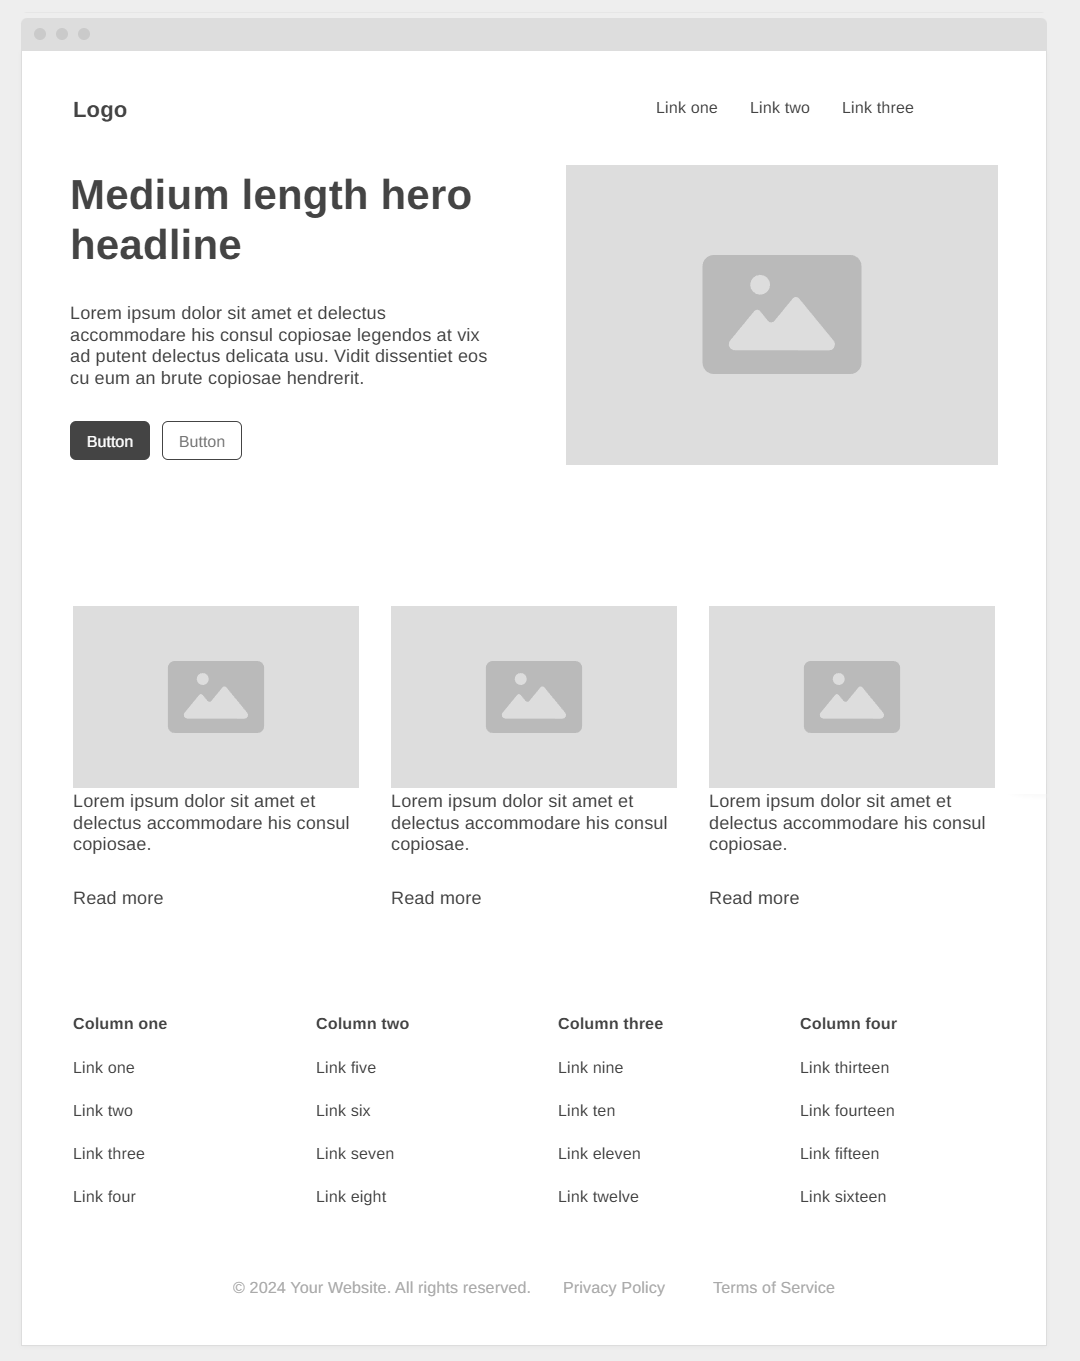 Logo
Link one
Link two
Link three
Medium length hero
headline
Lorem ipsum dolor sit amet et delectus
accommodare his consul copiosae legendos at vix
ad putent delectus delicata usu. Vidit dissentiet eos
cu eum an brute copiosae hendrerit.
Button
Button
Lorem ipsum dolor sit amet et
delectus accommodare his consul
copiosae.
Read more
Lorem ipsum dolor sit amet et
delectus accommodare his consul
copiosae.
Read more
Lorem ipsum dolor sit amet et
delectus accommodare his consul
copiosae.
Read more
Column one
Link one
Link two
Link three
Link four
Column two
Link five
Link six
Link seven
Link eight
Column three
Link nine
Link ten
Link eleven
Link twelve
Column four
Link thirteen
Link fourteen
Link fifteen
Link sixteen
© 2024 Your Website. All rights reserved.
Privacy Policy
Terms of Service